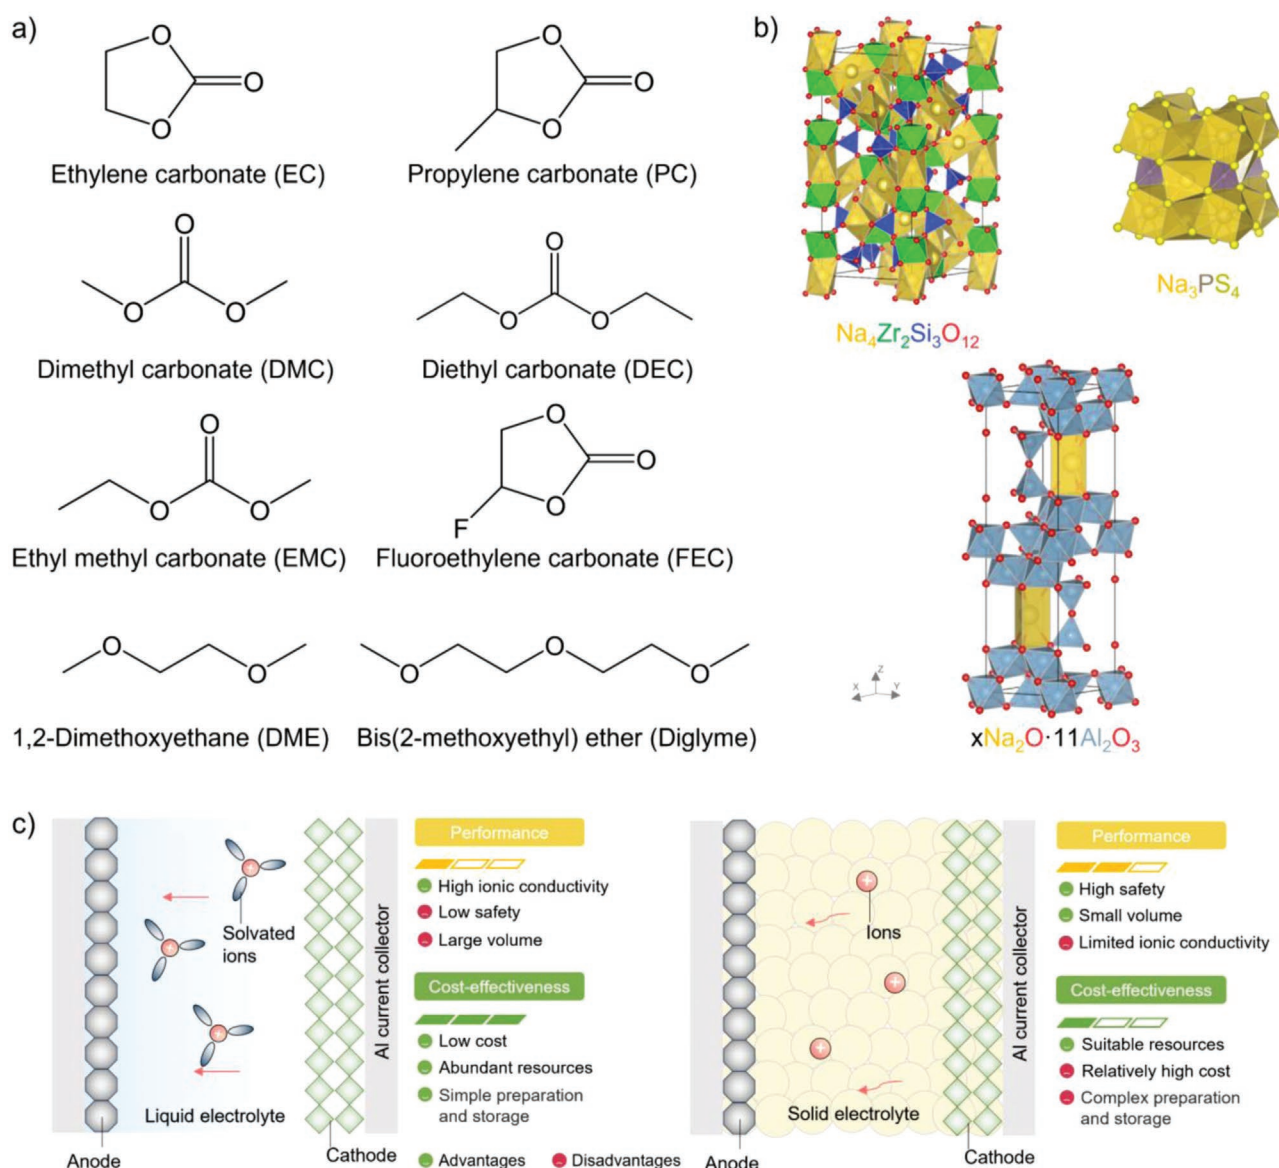 a)
O
O
O
Ethylene carbonate (EC)
O
O
O
Propylene carbonate (PC)
O
O
O
Dimethyl carbonate (DMC)
O
O
O
Diethyl carbonate (DEC)
O
O
O
Ethyl methyl carbonate (EMC)
O
O
O
F
Fluoroethylene carbonate (FEC)
O
O
1,2-Dimethoxyethane (DME)
O
O
O
Bis(2-methoxyethyl) ether (Diglyme)
b)
Na₄Zr₂Si₃O₁₂
Na₃PS₄
Z
X
Y
xNa₂O·11Al₂O₃
c)
Solvated
ions
Liquid electrolyte
Anode
Cathode
Al current collector
Performance
High ionic conductivity
Low safety
Large volume
Cost-effectiveness
Low cost
Abundant resources
Simple preparation
and storage
Advantages
Disadvantages
Ions
Solid electrolyte
Anode
Cathode
Al current collector
Performance
High safety
Small volume
Limited ionic conductivity
Cost-effectiveness
Suitable resources
Relatively high cost
Complex preparation
and storage